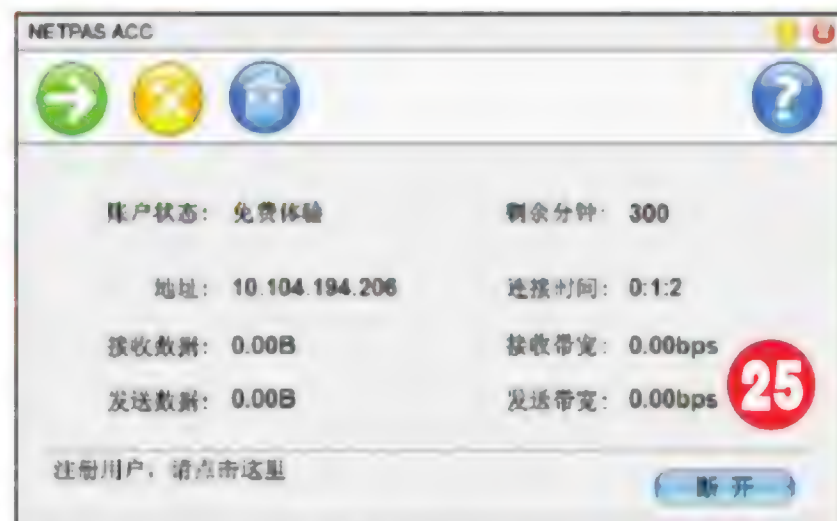 NETPAS ACC
账户状态: 免费体验 剩余分钟: 300
地址: 10.104.194.206 连接时间: 0:1:2
接收数据: 0.00B 接收带宽: 0.00bps
发送数据: 0.00B 发送带宽: 0.00bps
25
注册用户，请点击这里
断开